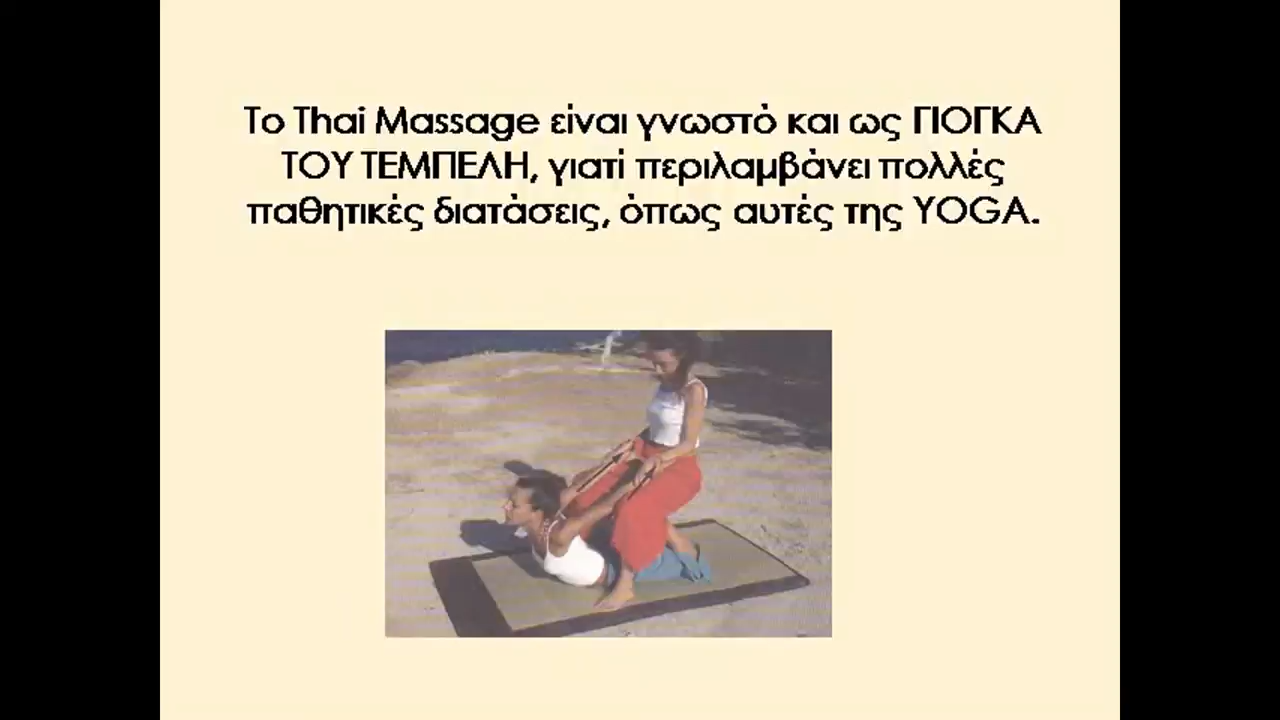 Το Thai Massage είναι γνωστό και ως ΓΙΟΓΚΑ
ΤΟΥ ΤΕΜΠΕΛΗ, γιατί περιλαμβάνει πολλές
παθητικές διατάσεις, όπως αυτές της YOGA.